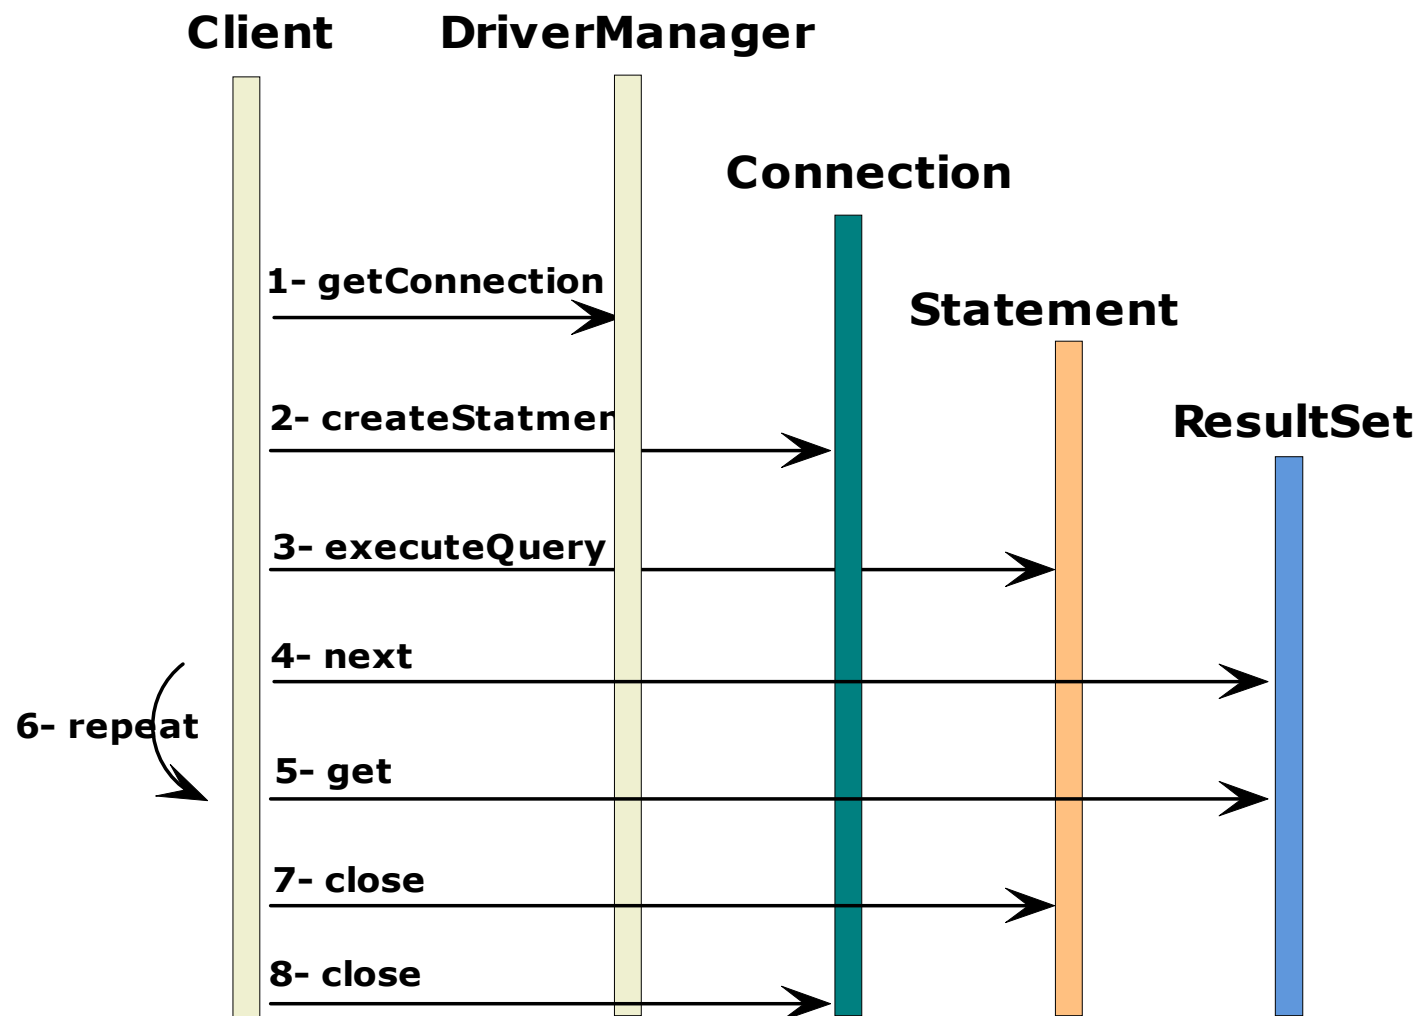 Client
DriverManager
Connection
1- getConnection
Statement
2- createStatmen
ResultSet
3- executeQuery
4- next
6- repeat
5- get
7- close
8- close